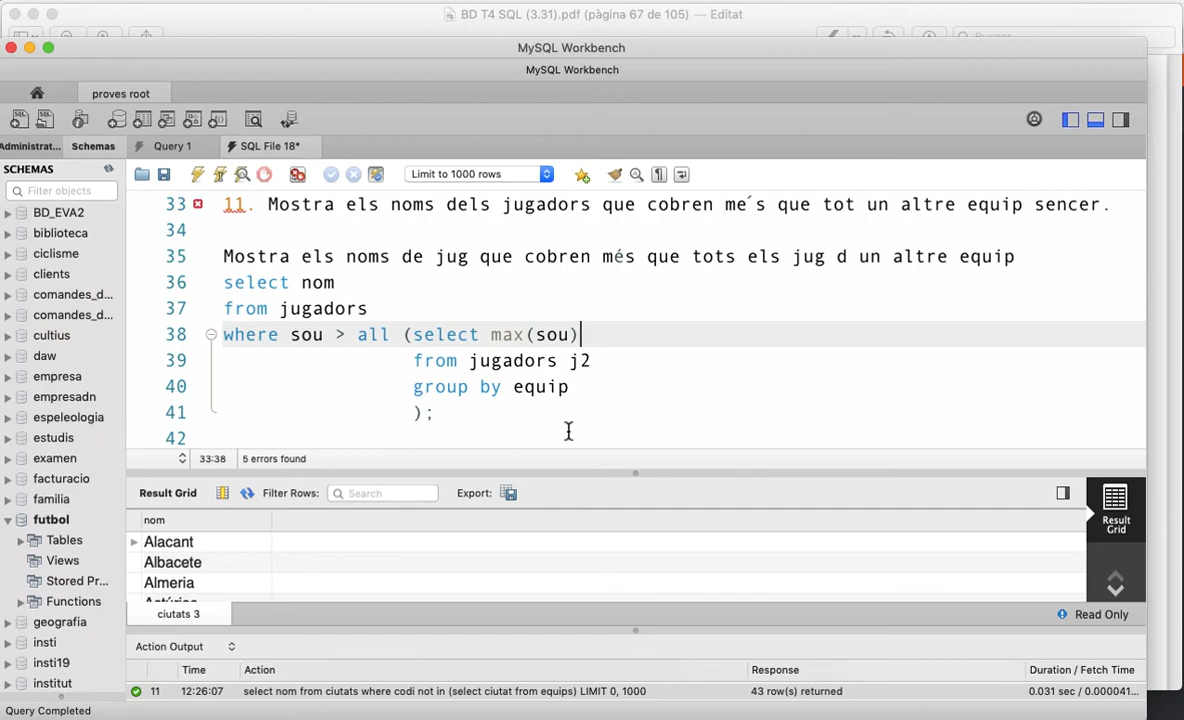 BD T4 SQL (3.31).pdf (pàgina 67 de 105) — Editat
Buscar
MySQL Workbench
MySQL Workbench
proves root
Administrat... Schemas
Query 1
SQL File 18*
SCHEMAS
Filter objects
Limit to 1000 rows
BD_EVA2
biblioteca
ciclisme
clients
comandes_d...
comandes_d...
cultius
daw
empresa
empresadn
espeleologia
estudis
examen
facturacio
familia
futbol
Tables
Views
Stored Pr...
Functions
geografia
insti
insti19
institut
33 11. Mostra els noms dels jugadors que cobren me´s que tot un altre equip sencer.
34
35 Mostra els noms de jug que cobren més que tots els jug d un altre equip
36 select nom
37 from jugadors
38 where sou > all (select max(sou)
39 from jugadors j2
40 group by equip
41 );
42
33:38 5 errors found
Result Grid Filter Rows: Search Export:
nom
Alacant
Albacete
Almeria
Result Grid
ciutats 3
Read Only
Action Output
Time Action Response Duration / Fetch Time
11 12:26:07 select nom from ciutats where codi not in (select ciutat from equips) LIMIT 0, 1000 43 row(s) returned 0.031 sec / 0.000041...
Query Completed